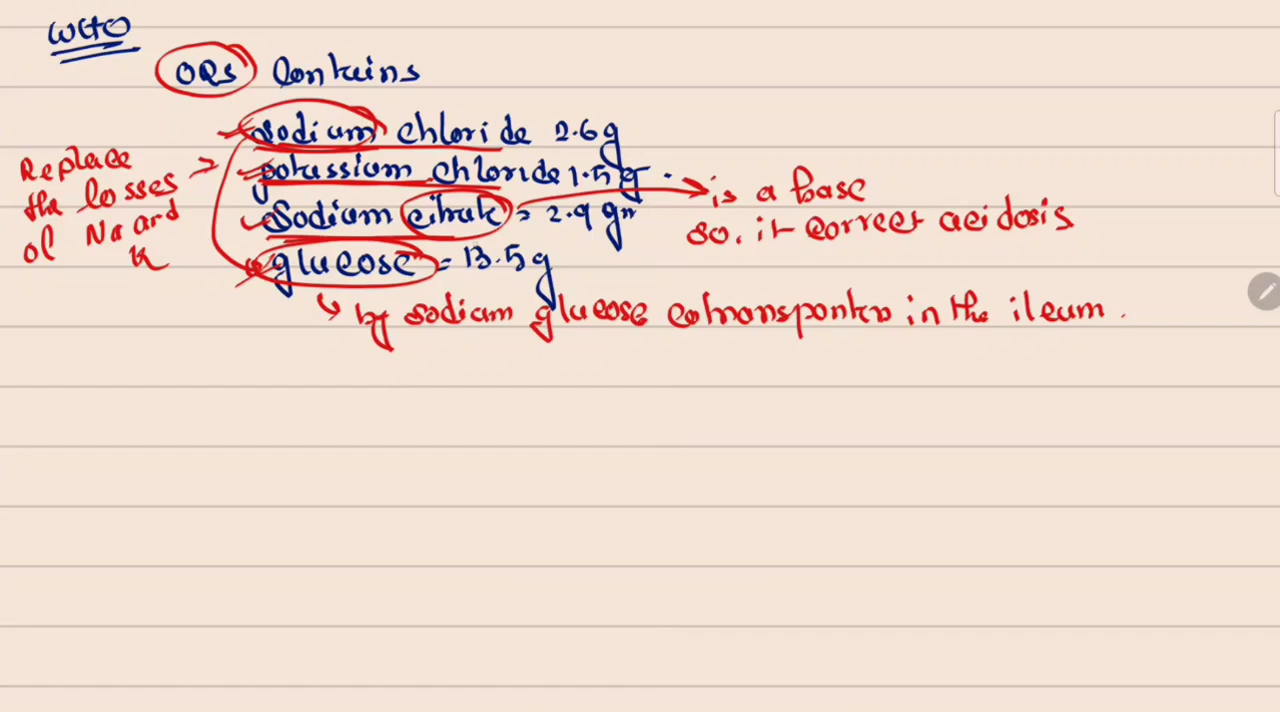 WHO
ORS Contains
sodium chloride 2.6g
potassium chloride 1.5g.
Sodium citrate = 2.9 gm
glucose = 13.5g
Replace
the losses
of Na and
K
is a base
so, it correct acidosis
by sodium glucose cotransporter in the ileum.